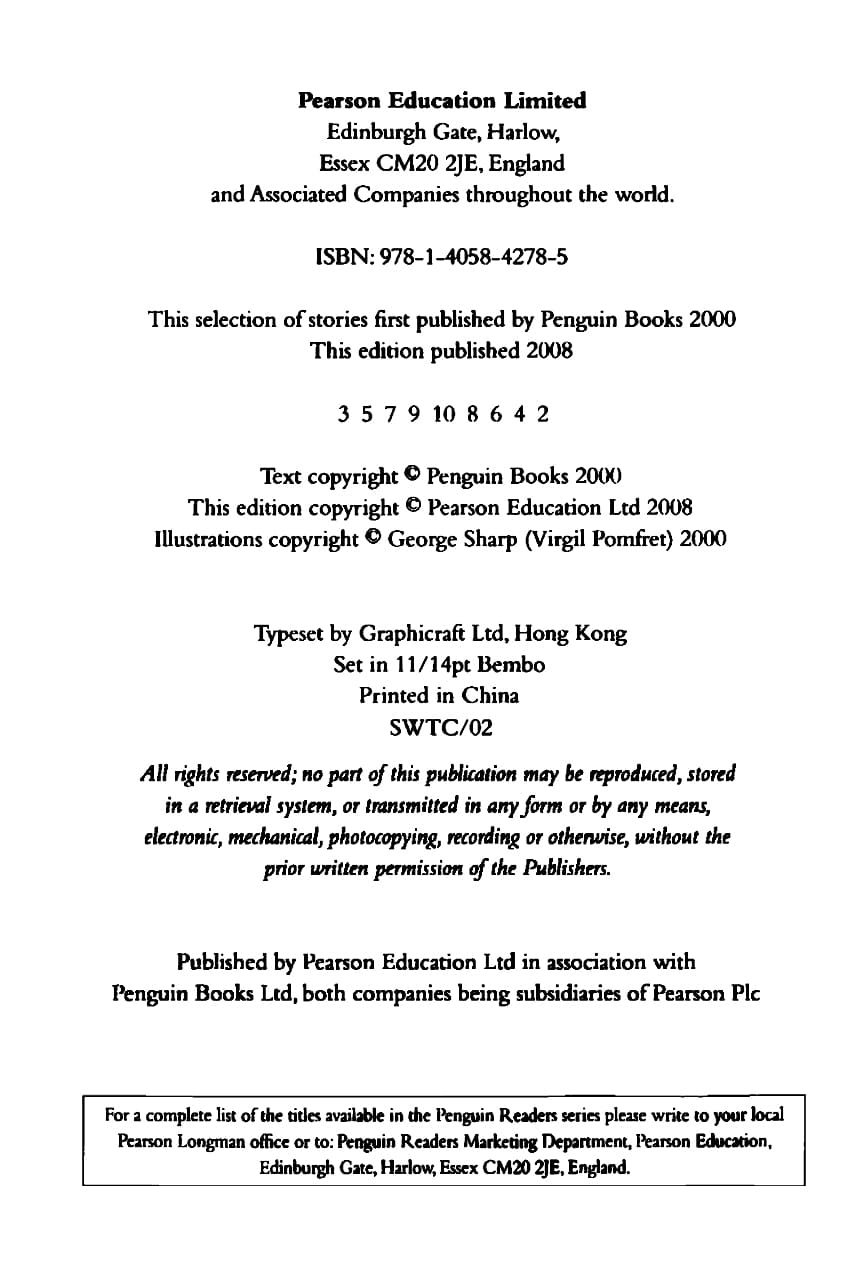 Pearson Education Limited
Edinburgh Gate, Harlow,
Essex CM20 2JE, England
and Associated Companies throughout the world.
ISBN: 978-1-4058-4278-5
This selection of stories first published by Penguin Books 2000
This edition published 2008
3 5 7 9 10 8 6 4 2
Text copyright © Penguin Books 2000
This edition copyright © Pearson Education Ltd 2008
Illustrations copyright © George Sharp (Virgil Pomfret) 2000
Typeset by Graphicraft Ltd, Hong Kong
Set in 11/14pt Bembo
Printed in China
SWTC/02
All rights reserved; no part of this publication may be reproduced, stored
in a retrieval system, or transmitted in any form or by any means,
electronic, mechanical, photocopying, recording or otherwise, without the
prior written permission of the Publishers.
Published by Pearson Education Ltd in association with
Penguin Books Ltd, both companies being subsidiaries of Pearson Plc
For a complete list of the titles available in the Penguin Readers series please write to your local
Pearson Longman office or to: Penguin Readers Marketing Department, Pearson Education,
Edinburgh Gate, Harlow, Essex CM20 2JE, England.